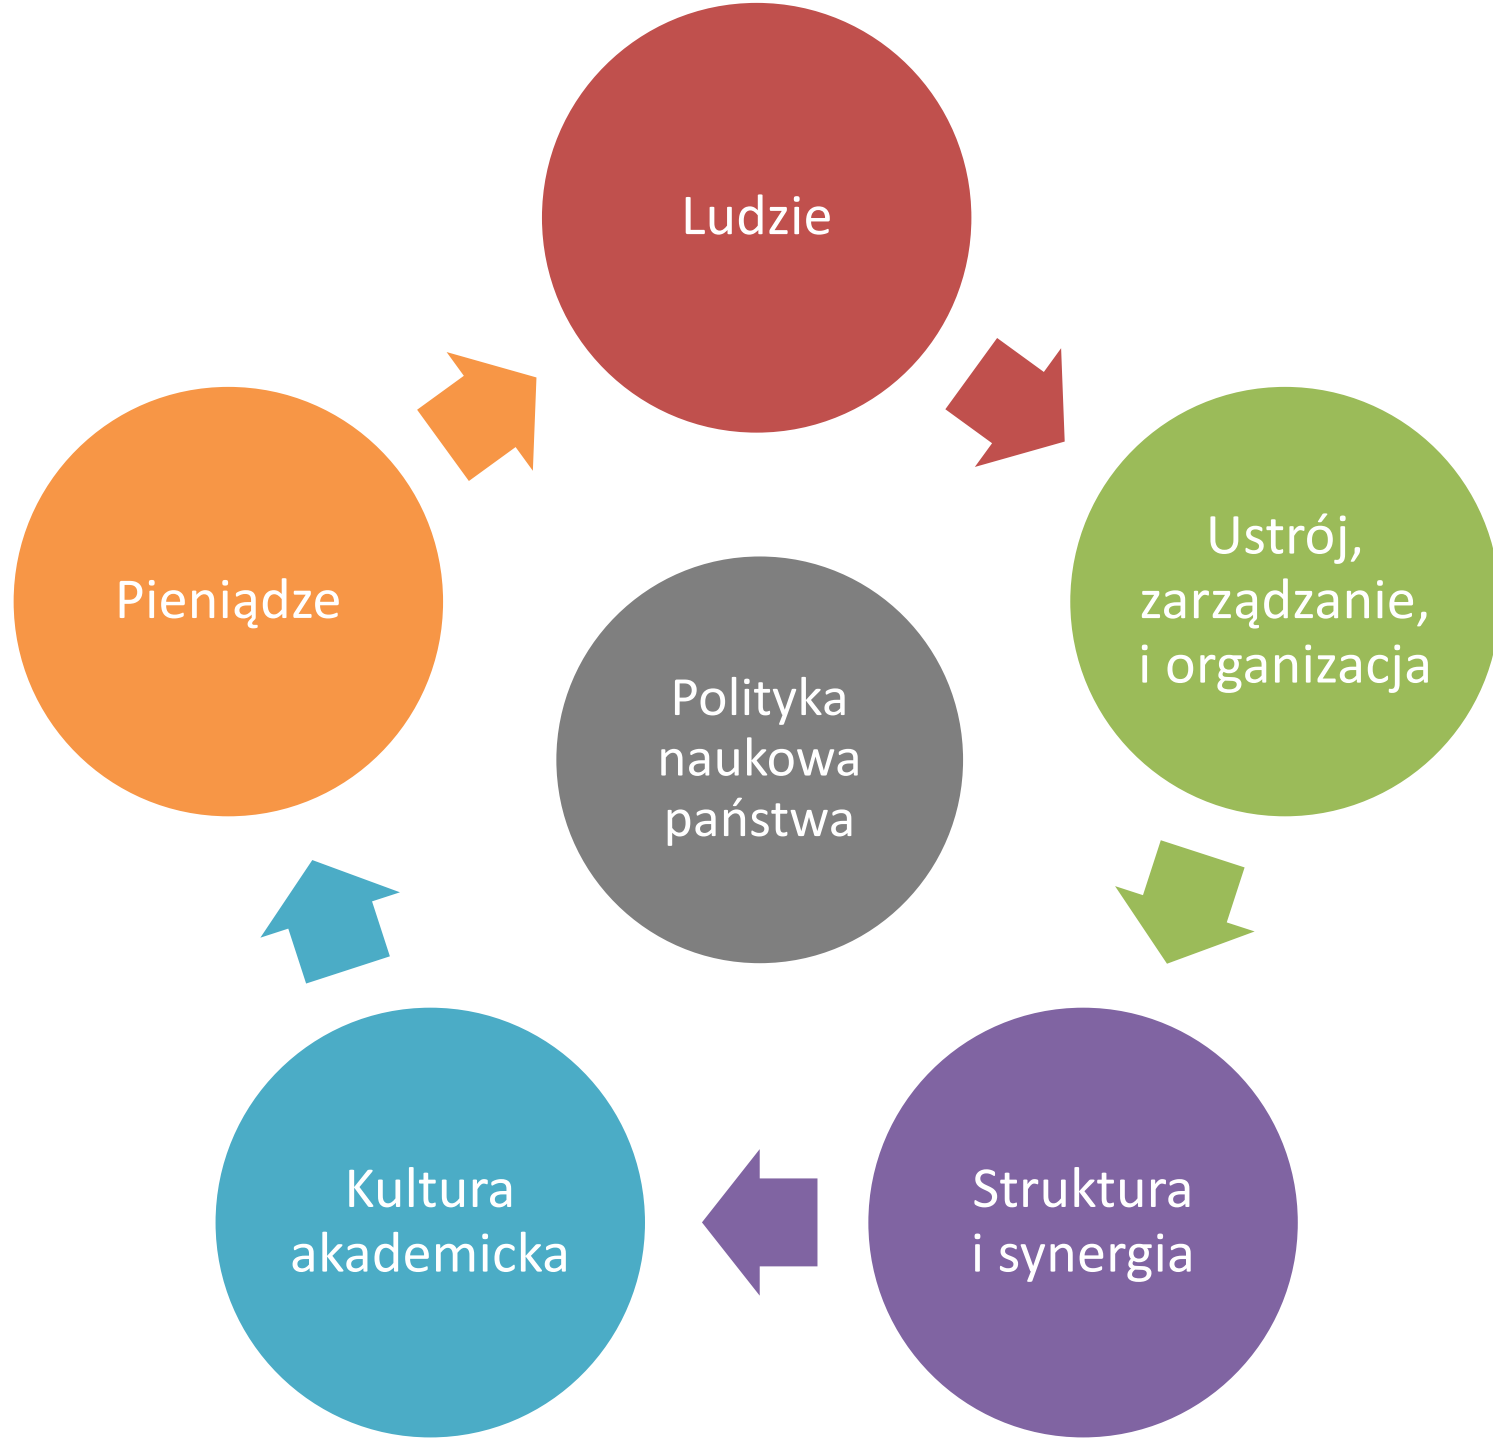 Ludzie
Ustrój,
zarządzanie,
i organizacja
Pieniądze
Polityka
naukowa
państwa
Kultura
akademicka
Struktura
i synergia